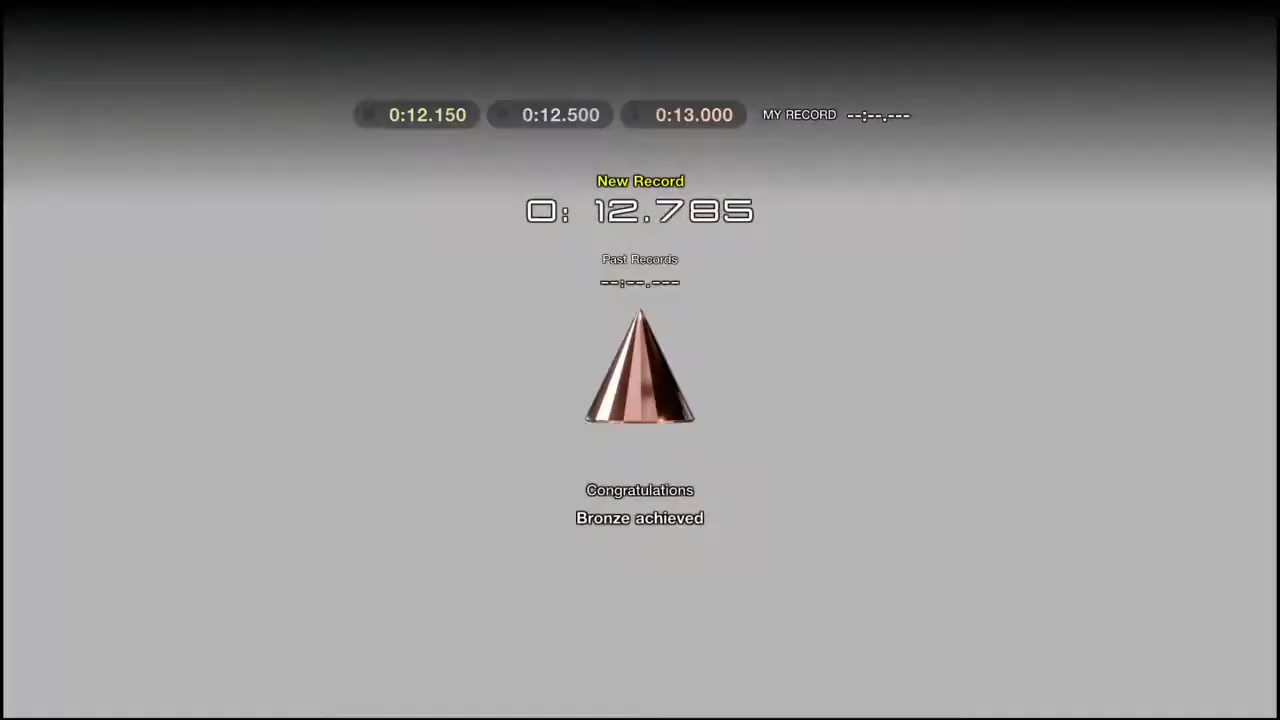 0:12.150 0:12.500 0:13.000 MY RECORD --:--.---
New Record
0: 12.785
Past Records
--:--.---
Congratulations
Bronze achieved